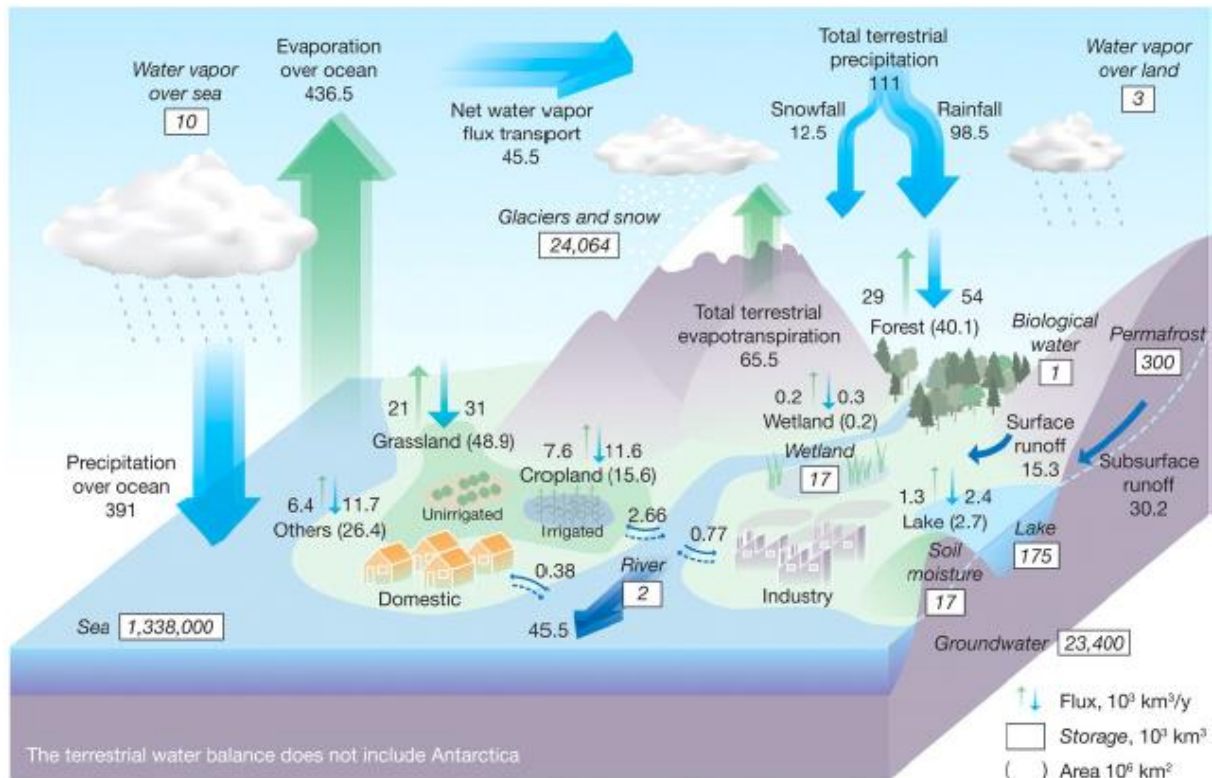 Evaporation
over ocean
436.5
Water vapor
over sea
10
Net water vapor
flux transport
45.5
Total terrestrial
precipitation
111
Snowfall
12.5
Rainfall
98.5
Water vapor
over land
3
Glaciers and snow
24,064
Total terrestrial
evapotranspiration
65.5
29 54
Forest (40.1)
Biological
water
1
Permafrost
300
0.2 0.3
Wetland (0.2)
Wetland
17
Surface
runoff
15.3
Subsurface
runoff
30.2
21 31
Grassland (48.9)
7.6 11.6
Cropland (15.6)
Unirrigated
Irrigated
Precipitation
over ocean
391
6.4 11.7
Others (26.4)
2.66
0.77
1.3 2.4
Lake (2.7)
Lake
175
Domestic
0.38
River
2
Industry
Soil
moisture
17
45.5
Sea 1,338,000
Groundwater 23,400
Flux, 10³ km³/y
Storage, 10³ km³
( ) Area 10⁶ km²
The terrestrial water balance does not include Antarctica